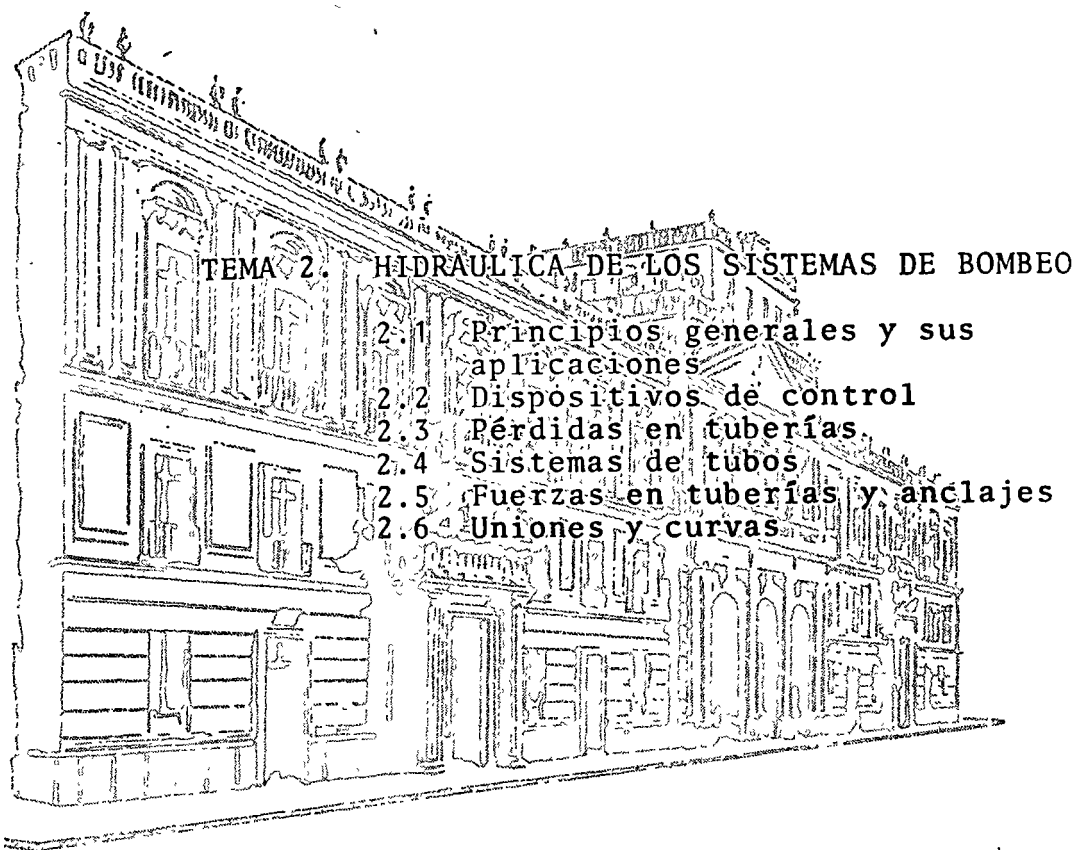 TEMA 2. HIDRAULICA DE LOS SISTEMAS DE BOMBEO
2.1 Principios generales y sus
aplicaciones
2.2 Dispositivos de control
2.3 Pérdidas en tuberías
2.4 Sistemas de tubos
2.5 Fuerzas en tuberías y anclajes
2.6 Uniones y curvas